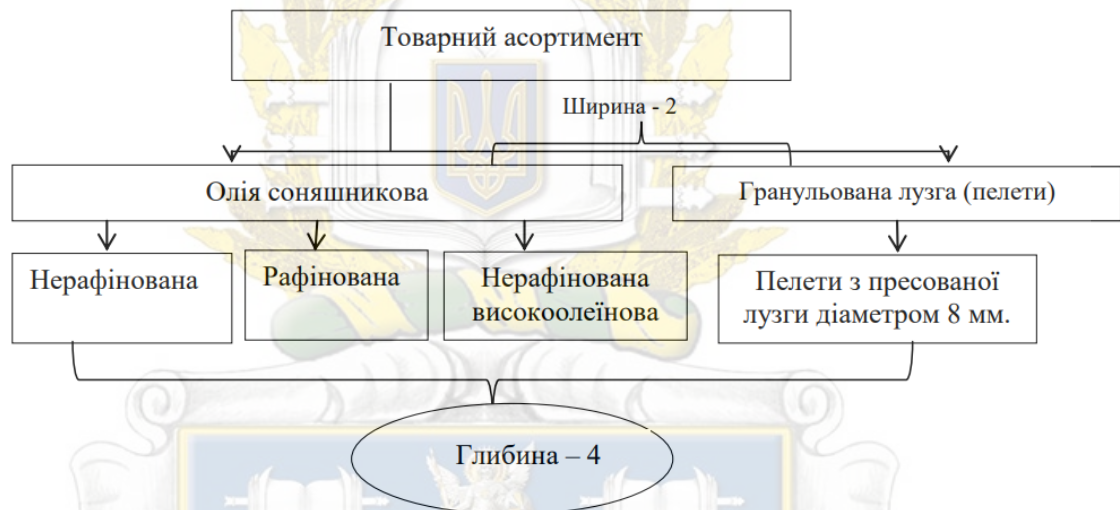 Товарний асортимент
Ширина - 2
Олія соняшникова
Гранульована лузга (пелети)
Нерафінована
Рафінована
Нерафінована
високоолеїнова
Пелети з пресованої
лузги діаметром 8 мм.
Глибина – 4